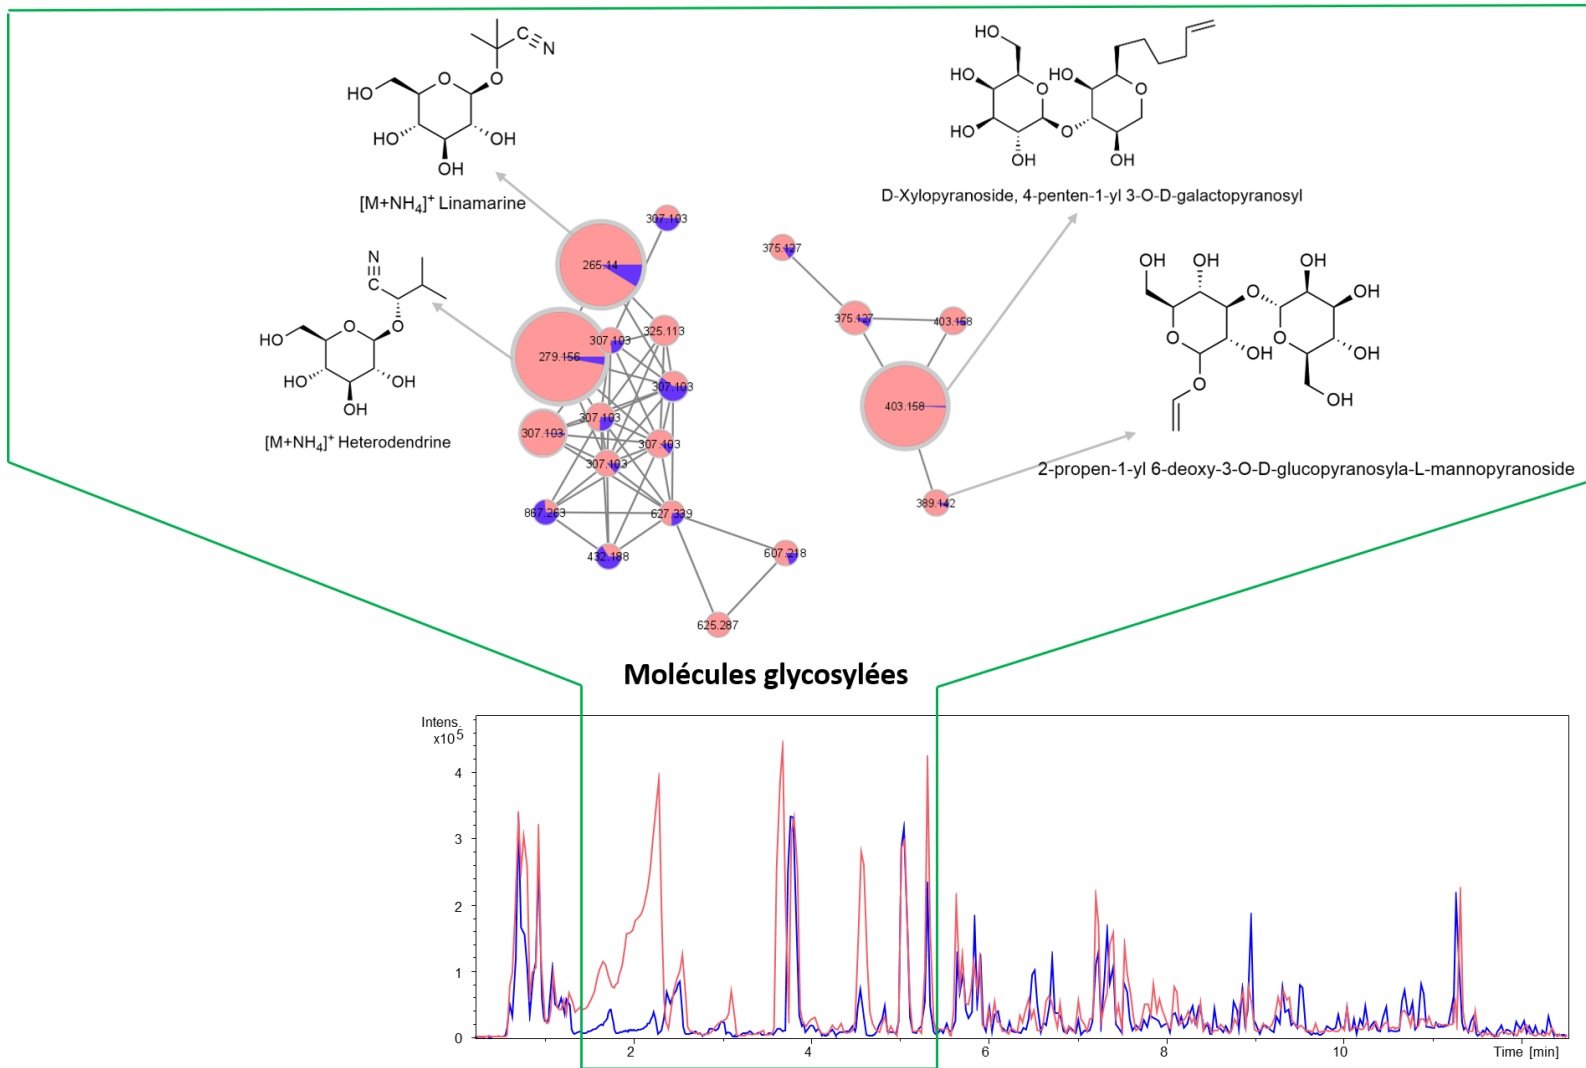 HO
O
O
C
N
HO
OH
HO
OH
[M+NH4]+ Linamarine
N
C
O
HO
O
HO
OH
HO
OH
[M+NH4]+ Heterodendrine
HO
HO
HO
O
O
HO
O
OH
OH
D-Xylopyranoside, 4-penten-1-yl 3-O-D-galactopyranosyl
OH
OH
OH
HO
O
OH
O
O
OH
OH
O
HO
2-propen-1-yl 6-deoxy-3-O-D-glucopyranosyla-L-mannopyranoside
307.103
265.14
307.103
325.113
279.156
307.103
307.103
307.103
307.103
307.103
867.263
627.339
432.188
607.218
625.287
375.127
375.127
403.158
403.158
389.142
Molécules glycosylées
Intens.
x105
4
3
2
1
0
2
4
6
8
10
Time [min]